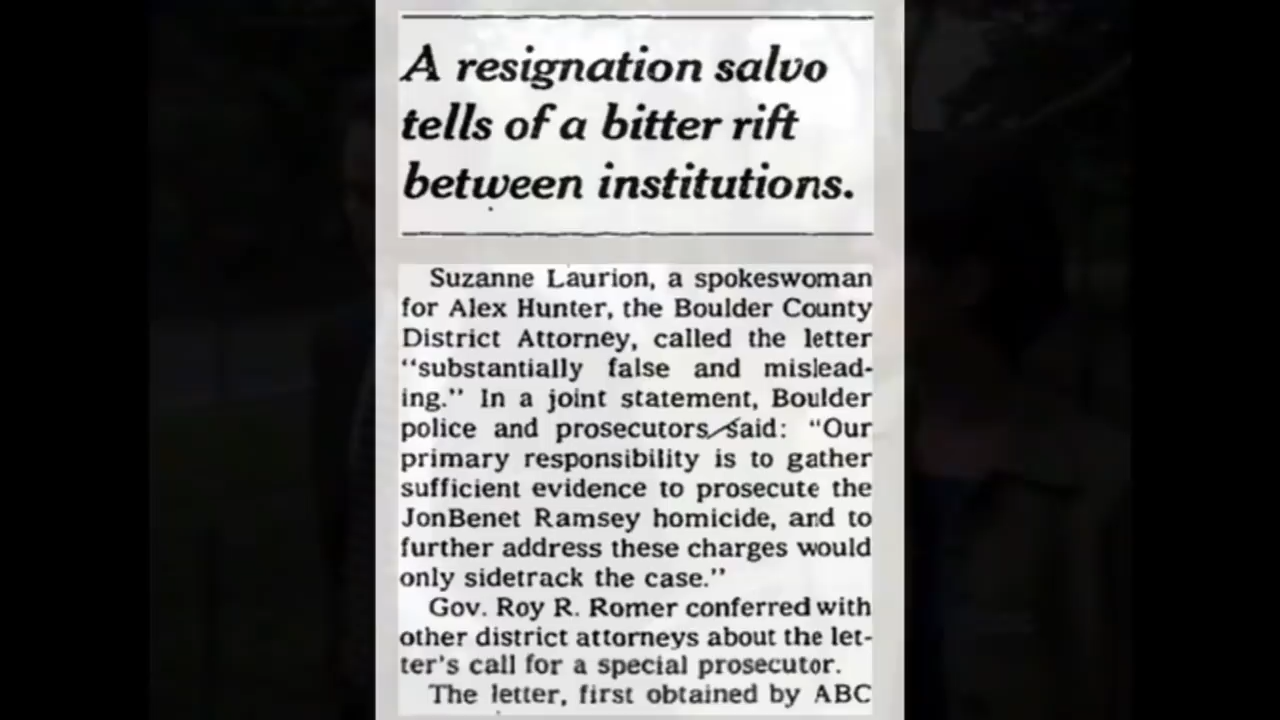 A resignation salvo
tells of a bitter rift
between institutions.
Suzanne Laurion, a spokeswoman
for Alex Hunter, the Boulder County
District Attorney, called the letter
“substantially false and mislead-
ing.” In a joint statement, Boulder
police and prosecutors said: “Our
primary responsibility is to gather
sufficient evidence to prosecute the
JonBenet Ramsey homicide, and to
further address these charges would
only sidetrack the case.”
Gov. Roy R. Romer conferred with
other district attorneys about the let-
ter's call for a special prosecutor.
The letter, first obtained by ABC